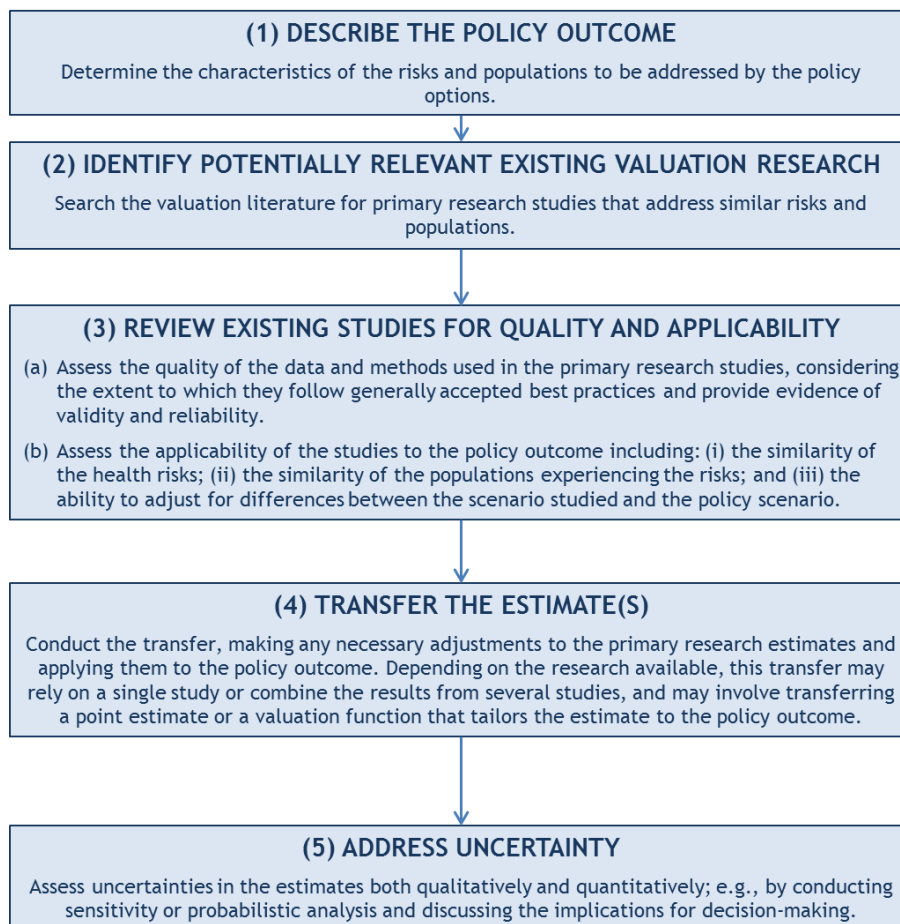 (1) DESCRIBE THE POLICY OUTCOME
Determine the characteristics of the risks and populations to be addressed by the policy
options.
(2) IDENTIFY POTENTIALLY RELEVANT EXISTING VALUATION RESEARCH
Search the valuation literature for primary research studies that address similar risks and
populations.
(3) REVIEW EXISTING STUDIES FOR QUALITY AND APPLICABILITY
(a) Assess the quality of the data and methods used in the primary research studies, considering
the extent to which they follow generally accepted best practices and provide evidence of
validity and reliability.
(b) Assess the applicability of the studies to the policy outcome including: (i) the similarity of
the health risks; (ii) the similarity of the populations experiencing the risks; and (iii) the
ability to adjust for differences between the scenario studied and the policy scenario.
(4) TRANSFER THE ESTIMATE(S)
Conduct the transfer, making any necessary adjustments to the primary research estimates and
applying them to the policy outcome. Depending on the research available, this transfer may
rely on a single study or combine the results from several studies, and may involve transferring
a point estimate or a valuation function that tailors the estimate to the policy outcome.
(5) ADDRESS UNCERTAINTY
Assess uncertainties in the estimates both qualitatively and quantitatively; e.g., by conducting
sensitivity or probabilistic analysis and discussing the implications for decision-making.